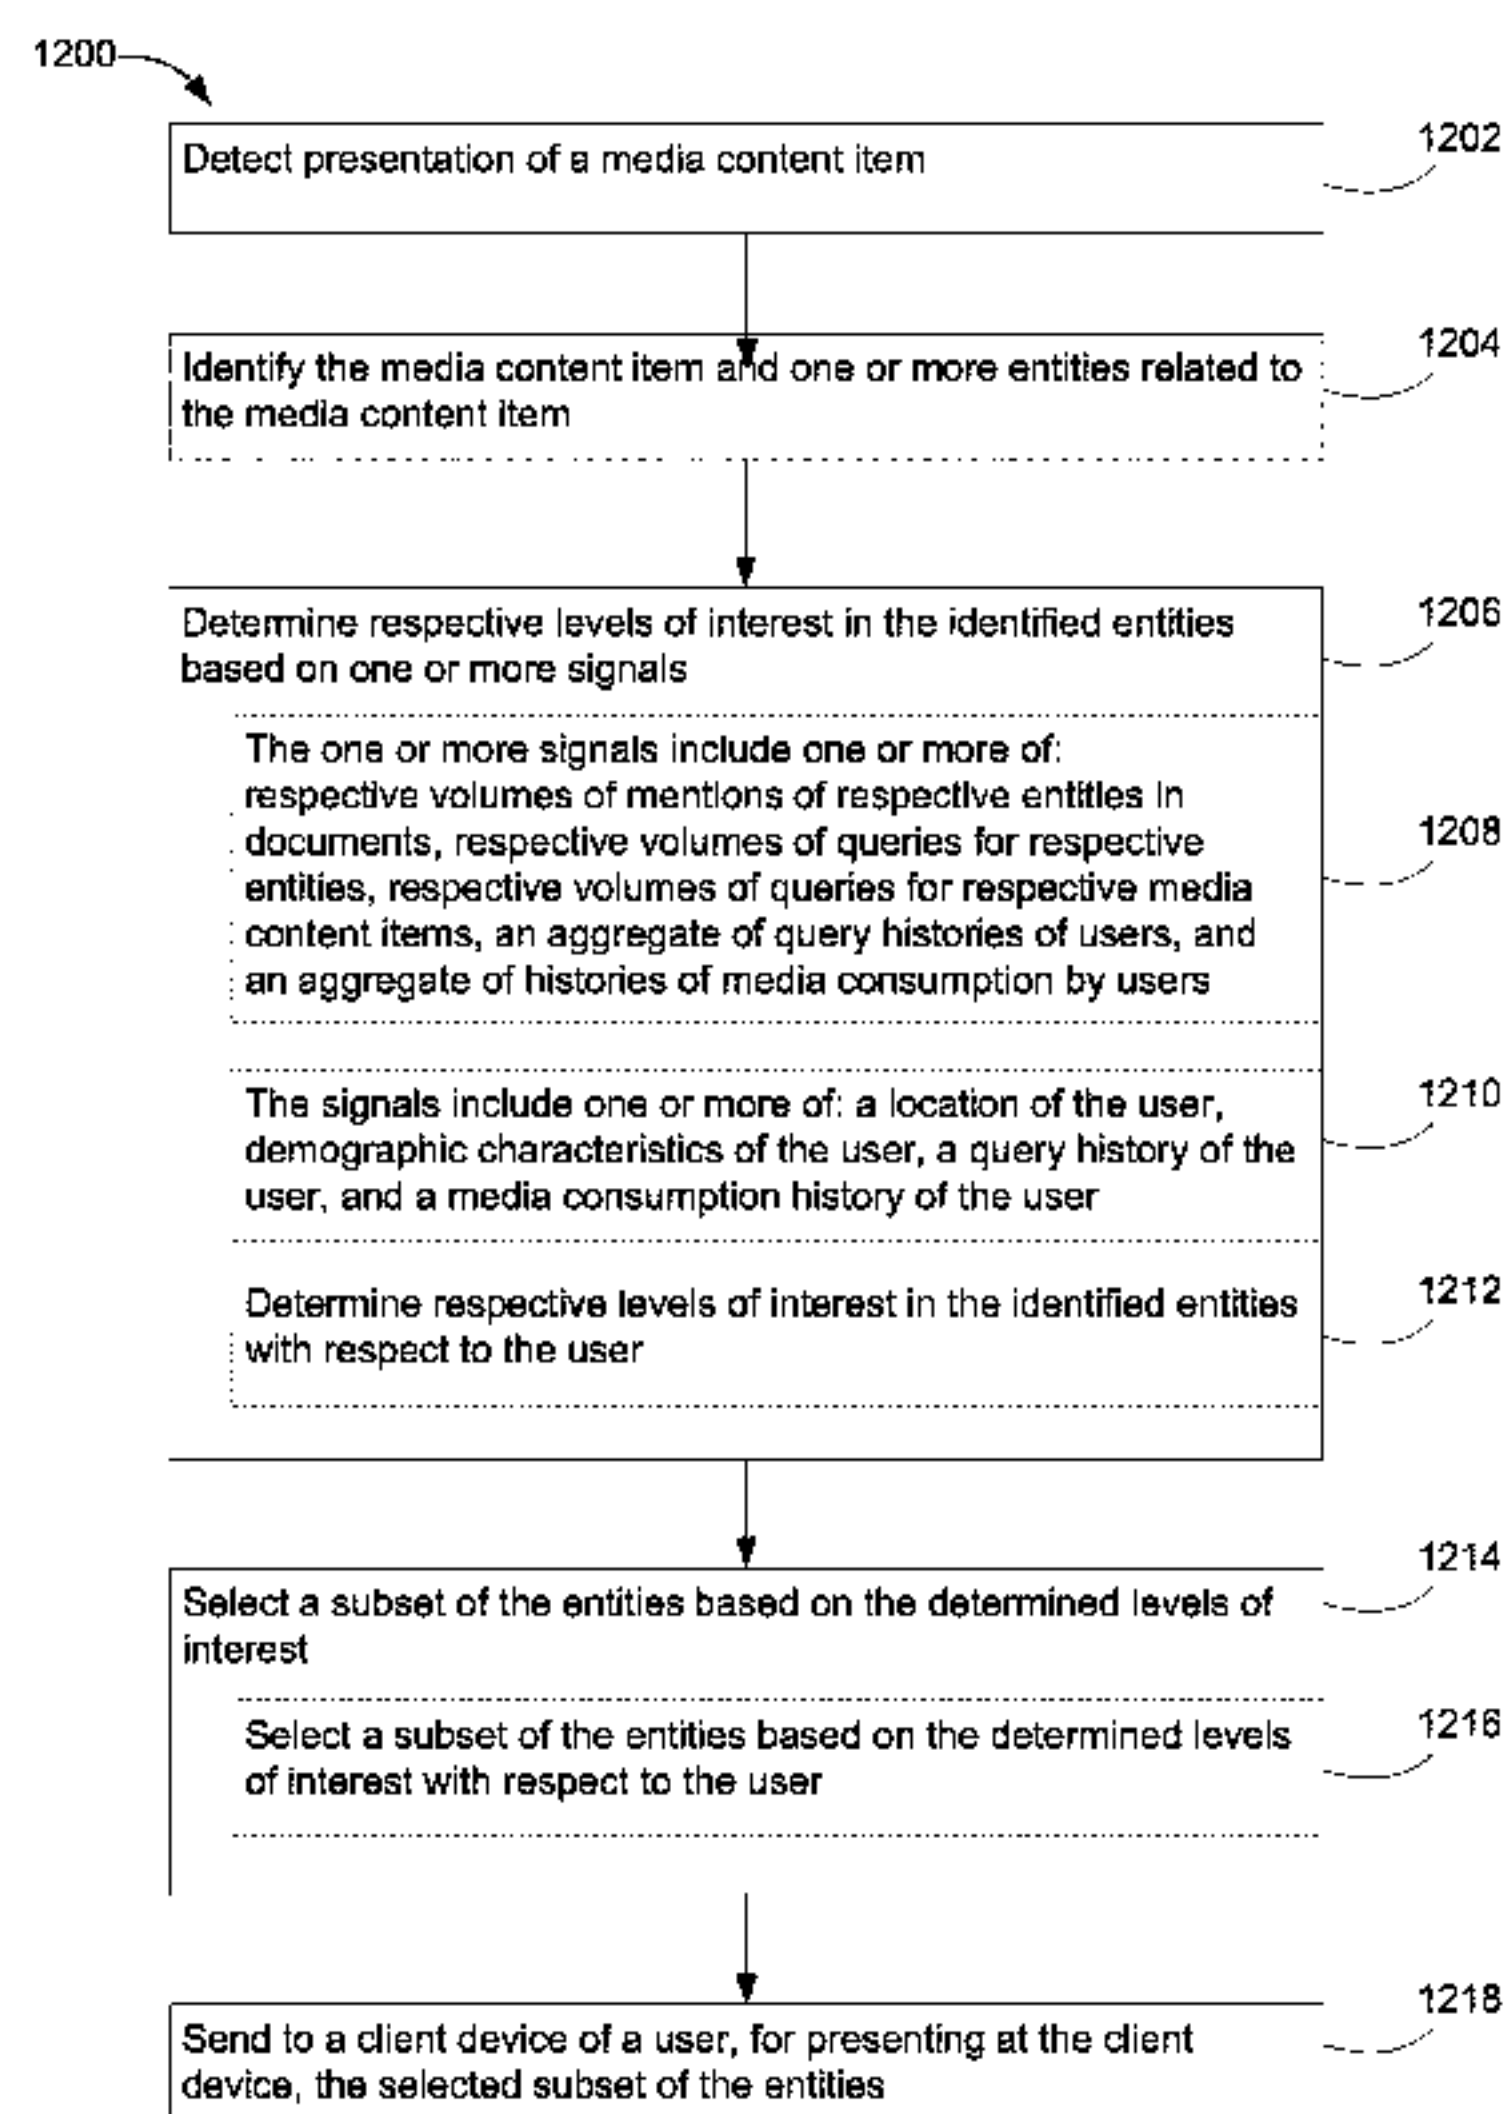 1200
Detect presentation of a media content item
1202
Identify the media content item and one or more entities related to
the media content item
1204
Determine respective levels of interest in the identified entities
based on one or more signals
1206
The one or more signals include one or more of:
respective volumes of mentions of respective entities in
documents, respective volumes of queries for respective
entities, respective volumes of queries for respective media
content items, an aggregate of query histories of users, and
an aggregate of histories of media consumption by users
1208
The signals include one or more of: a location of the user,
demographic characteristics of the user, a query history of the
user, and a media consumption history of the user
1210
Determine respective levels of interest in the identified entities
with respect to the user
1212
Select a subset of the entities based on the determined levels of
interest
1214
Select a subset of the entities based on the determined levels
of interest with respect to the user
1216
Send to a client device of a user, for presenting at the client
device, the selected subset of the entities
1218